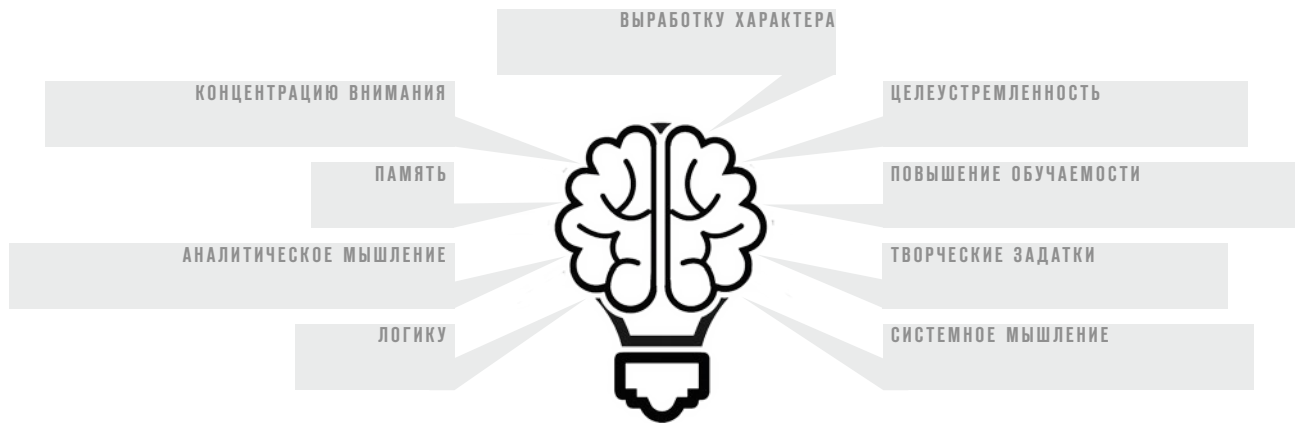 ВЫРАБОТКУ ХАРАКТЕРА
КОНЦЕНТРАЦИЮ ВНИМАНИЯ
ЦЕЛЕУСТРЕМЛЕННОСТЬ
ПАМЯТЬ
ПОВЫШЕНИЕ ОБУЧАЕМОСТИ
АНАЛИТИЧЕСКОЕ МЫШЛЕНИЕ
ТВОРЧЕСКИЕ ЗАДАТКИ
ЛОГИКУ
СИСТЕМНОЕ МЫШЛЕНИЕ